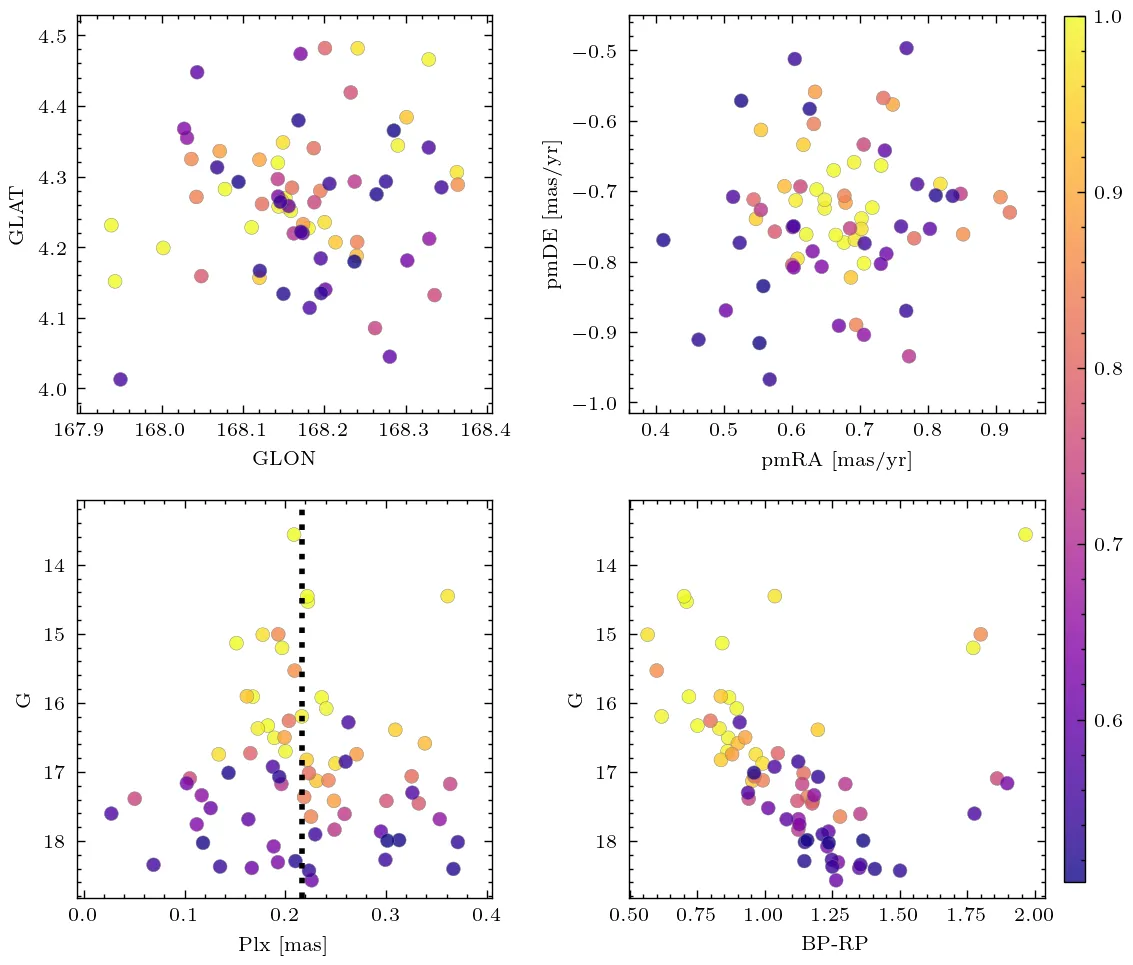 4.5
4.4
4.3
4.2
4.1
4.0
GLAT
167.9 168.0 168.1 168.2 168.3 168.4
GLON
−0.5
−0.6
−0.7
−0.8
−0.9
−1.0
pmDE [mas/yr]
0.4 0.5 0.6 0.7 0.8 0.9
pmRA [mas/yr]
1.0
0.9
0.8
0.7
0.6
14
15
16
17
18
G
0.0 0.1 0.2 0.3 0.4
Plx [mas]
14
15
16
17
18
G
0.50 0.75 1.00 1.25 1.50 1.75 2.00
BP-RP